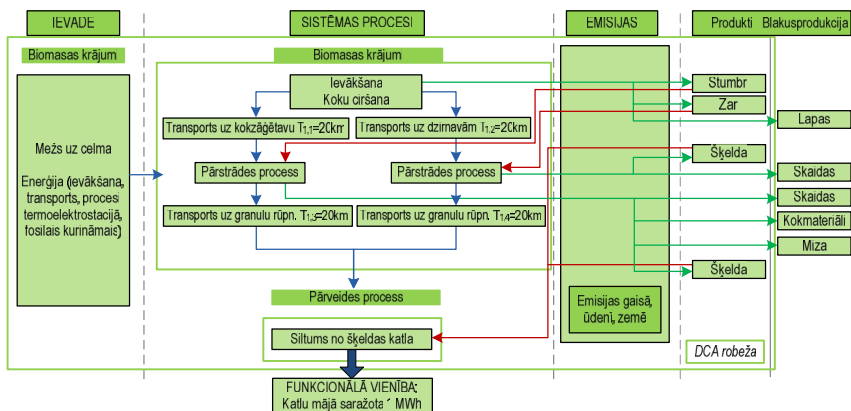 IEVADE
SISTĒMAS PROCESI
EMISIJAS
Produkti
Blakusprodukcija
Biomasas krājum
Biomasas krājum
Mežs uz celma
Enerģija (ievākšana,
transports, procesi
termoelektrostacijā,
fosilais kurināmais)
Ievākšana
Koku ciršana
Transports uz kokzāģētavu T₁,₁=20km
Transports uz dzirnavām T₁,₂=20km
Pārstrādes process
Pārstrādes process
Transports uz granulu rūpn. T₁,₃=20km
Transports uz granulu rūpn. T₁,₄=20km
Pārveides process
Siltums no šķeldas katla
FUNKCIONĀLĀ VIENĪBA:
Katlu mājā saražota 1 MWh
Emisijas gaisā,
ūdenī, zemē
Stumbr
Zar
Lapas
Šķelda
Skaidas
Skaidas
Kokmateriāli
Miza
Šķelda
DCA robeža